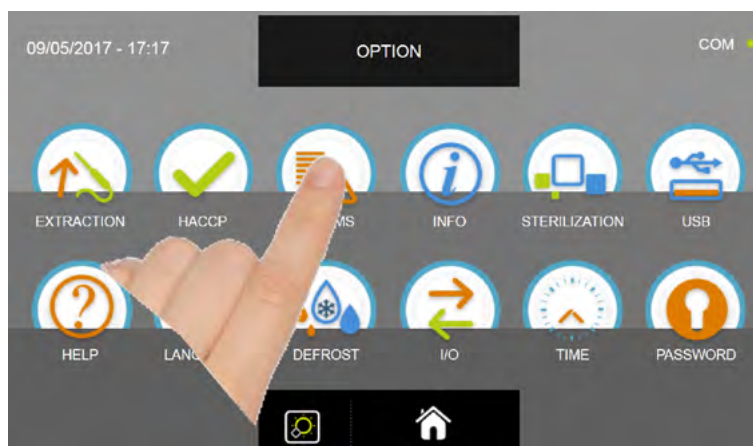 09/05/2017 - 17:17
OPTION
COM
EXTRACTION
HACCP
INFO
STERILIZATION
USB
HELP
DEFROST
I/O
TIME
PASSWORD